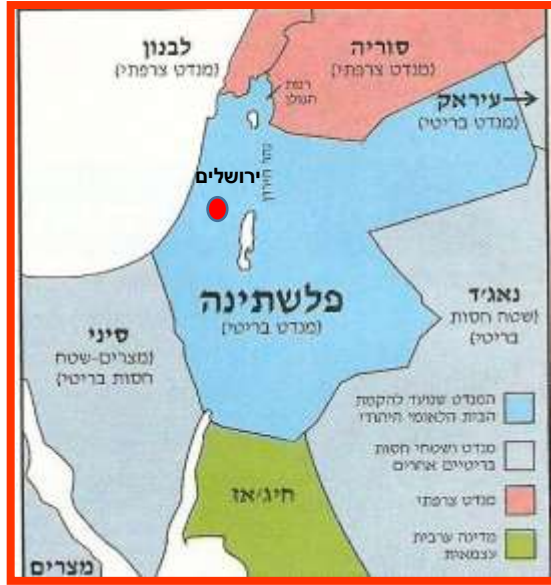 לבנון
(מנדט צרפתי)
סוריה
(מנדט צרפתי)
רמת
הגולן
עיראק
(מנדט בריטי)
ירושלים
נהר הירדן
פלשתינה
(מנדט בריטי)
נאג'ד
(שטח חסות
בריטי)
סיני
(מצרים-שטח
חסות בריטי)
חיג'אז
מצרים
המנדט שנועד להקמת
הבית הלאומי היהודי
מנדט ושטחי חסות
בריטיים אחרים
מנדט צרפתי
מדינה ערבית
עצמאית